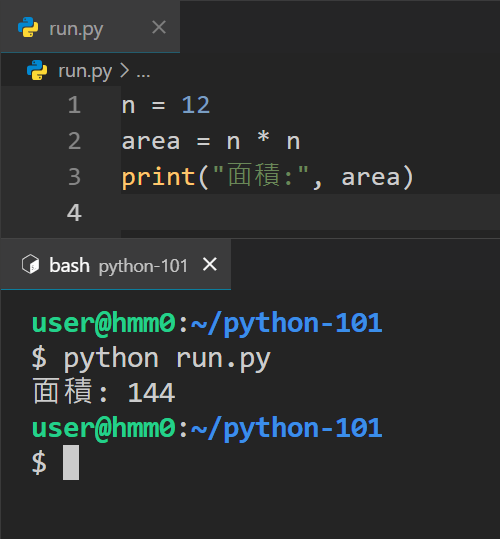 run.py
run.py > ...
1 n = 12
2 area = n * n
3 print("面積:", area)
4
bash python-101
user@hmm0:~/python-101
$ python run.py
面積: 144
user@hmm0:~/python-101
$